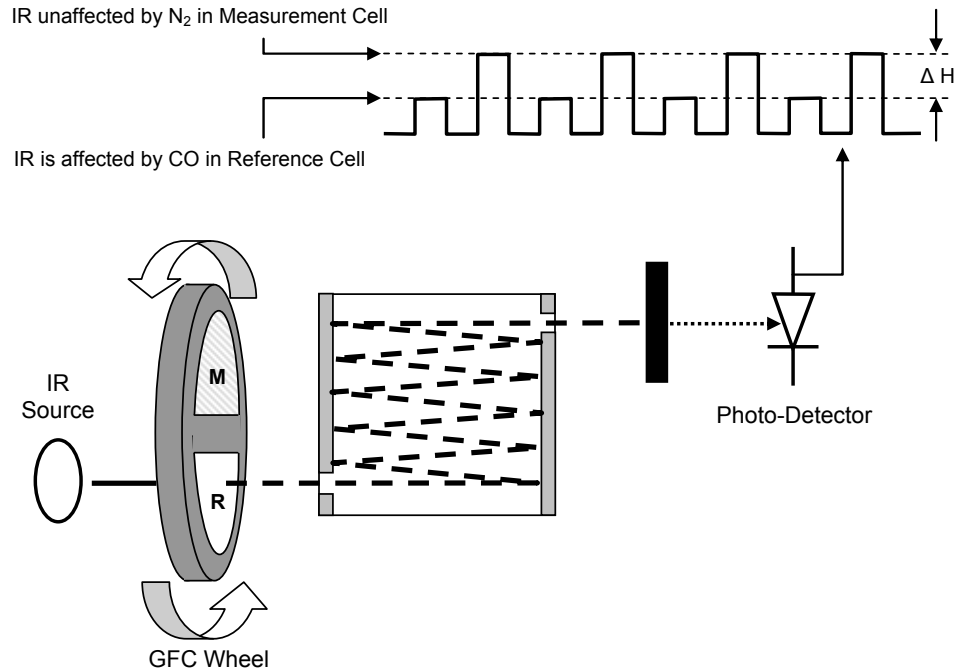 IR unaffected by N₂ in Measurement Cell
Δ H
IR is affected by CO in Reference Cell
M
IR
Source
R
Photo-Detector
GFC Wheel